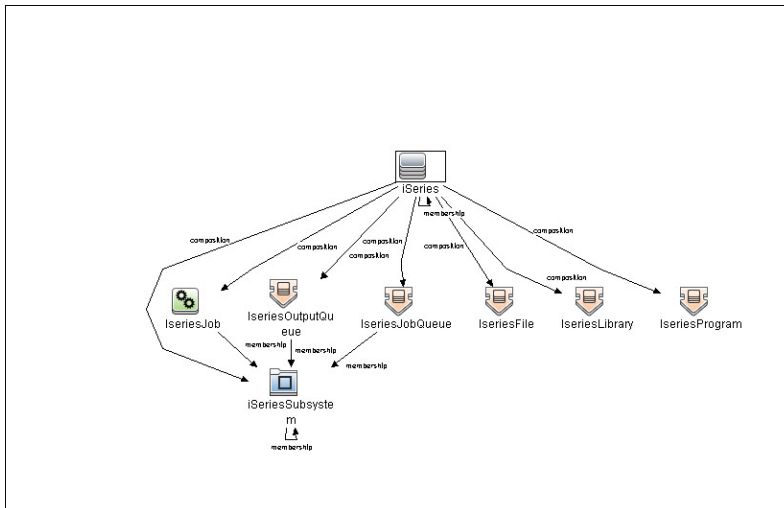 iSeries
membership
composition
composition
composition
composition
composition
composition
composition
IseriesJob
IseriesOutputQu
eue
IseriesJobQueue
IseriesFile
IseriesLibrary
IseriesProgram
membership
membership
membership
iSeriesSubsyste
m
membership